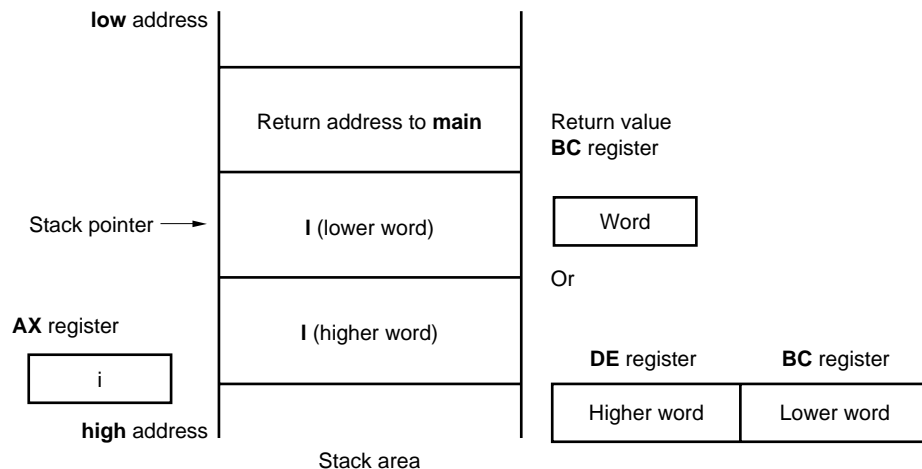 low address
Return address to main
Return value
BC register
Stack pointer
l (lower word)
Word
Or
AX register
l (higher word)
i
DE register
BC register
Higher word
Lower word
high address
Stack area